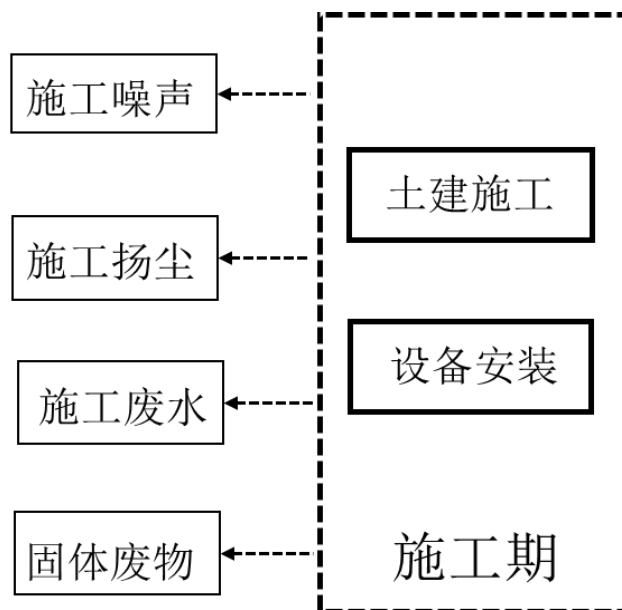 施工噪声
土建施工
施工扬尘
设备安装
施工废水
固体废物
施工期